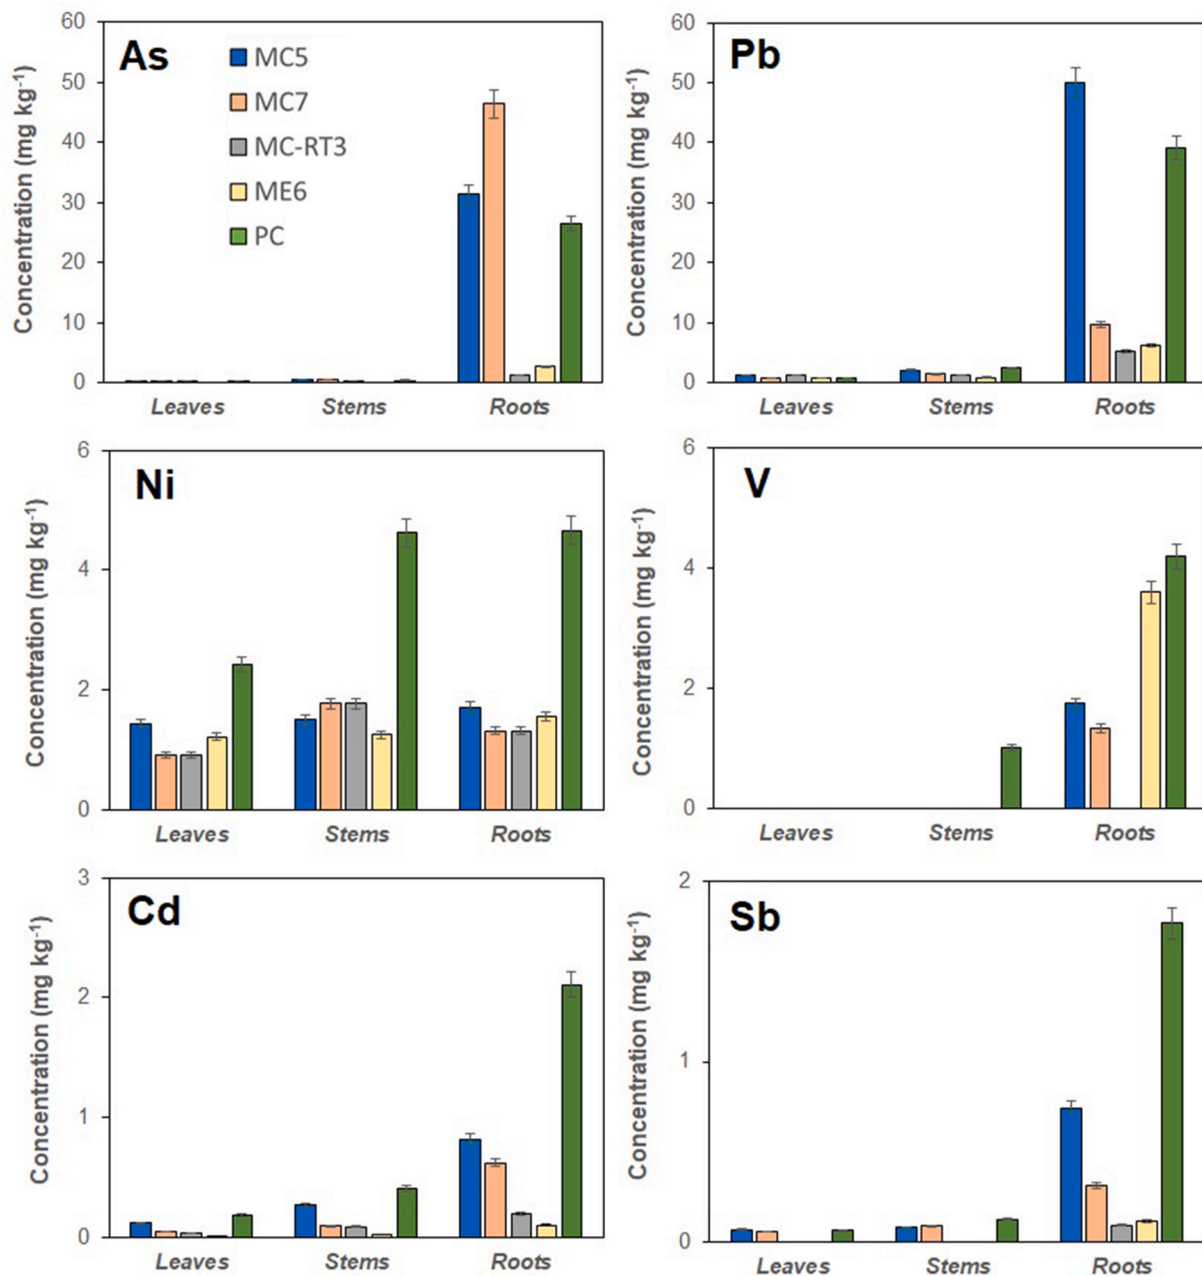 As
MC5
MC7
MC-RT3
ME6
PC
Concentration (mg kg⁻¹)
60
50
40
30
20
10
0
Leaves Stems Roots
Pb
Concentration (mg kg⁻¹)
60
50
40
30
20
10
0
Leaves Stems Roots
Ni
Concentration (mg kg⁻¹)
6
4
2
0
Leaves Stems Roots
V
Concentration (mg kg⁻¹)
6
4
2
0
Leaves Stems Roots
Cd
Concentration (mg kg⁻¹)
3
2
1
0
Leaves Stems Roots
Sb
Concentration (mg kg⁻¹)
2
1
0
Leaves Stems Roots